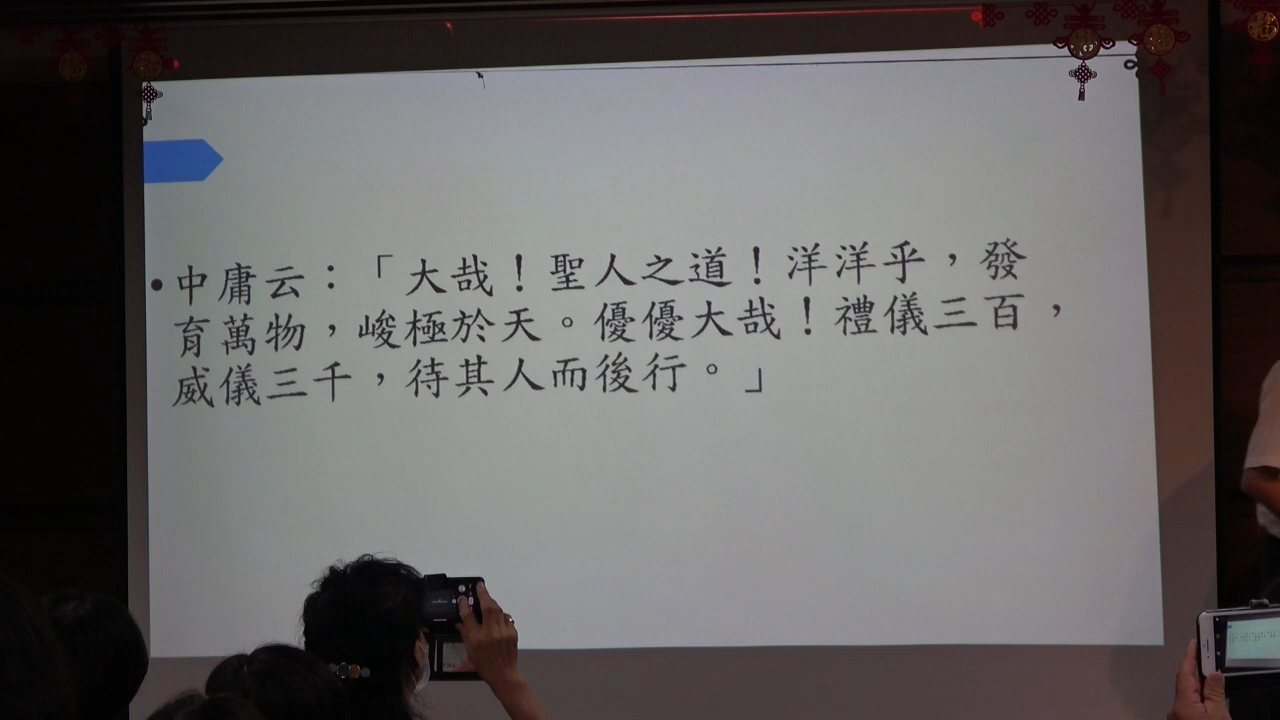 •中庸云：「大哉！聖人之道！洋洋乎，發
育萬物，峻極於天。優優大哉！禮儀三百，
威儀三千，待其人而後行。」